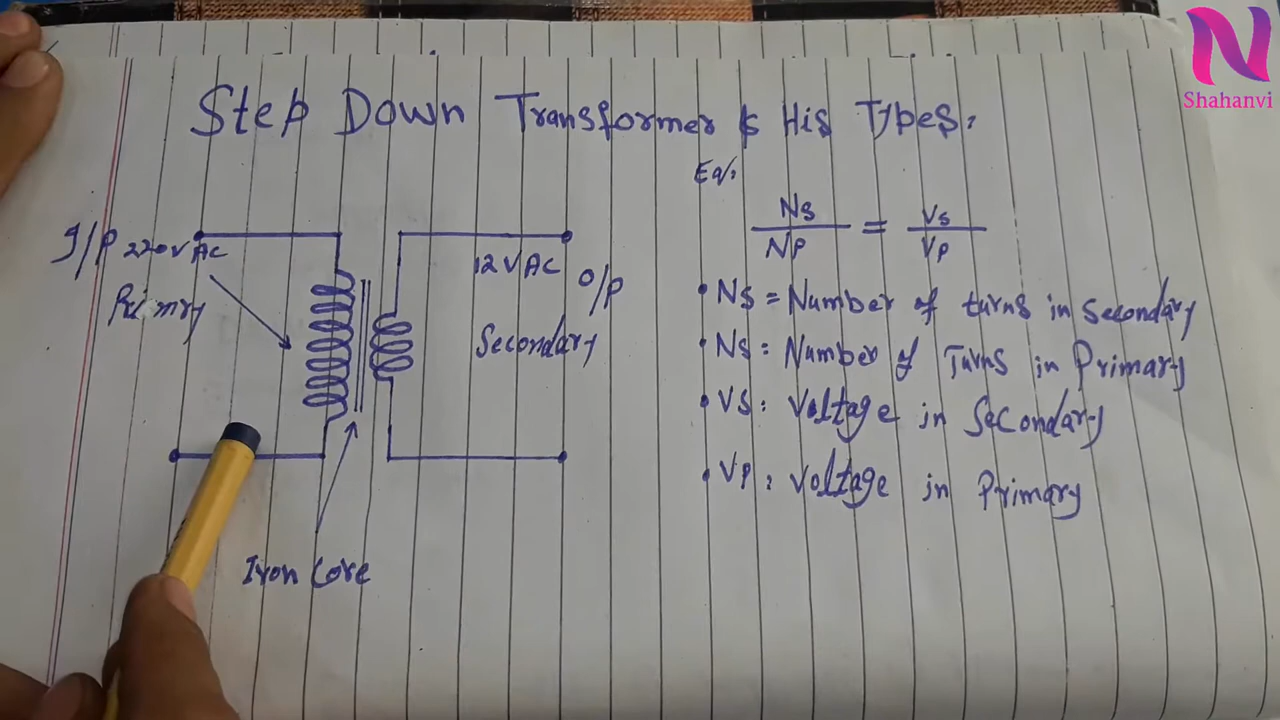 N
Shahanvi
Step Down Transformer & His Types:
Eq:
Ns/Np = Vs/Vp
I/P 220V AC
Primry
12V AC
O/P
Secondary
Iron Core
• Ns = Number of turns in Secondary
• Ns: Number of Turns in Primary
• Vs: Voltage in Secondary
• Vp: Voltage in Primary